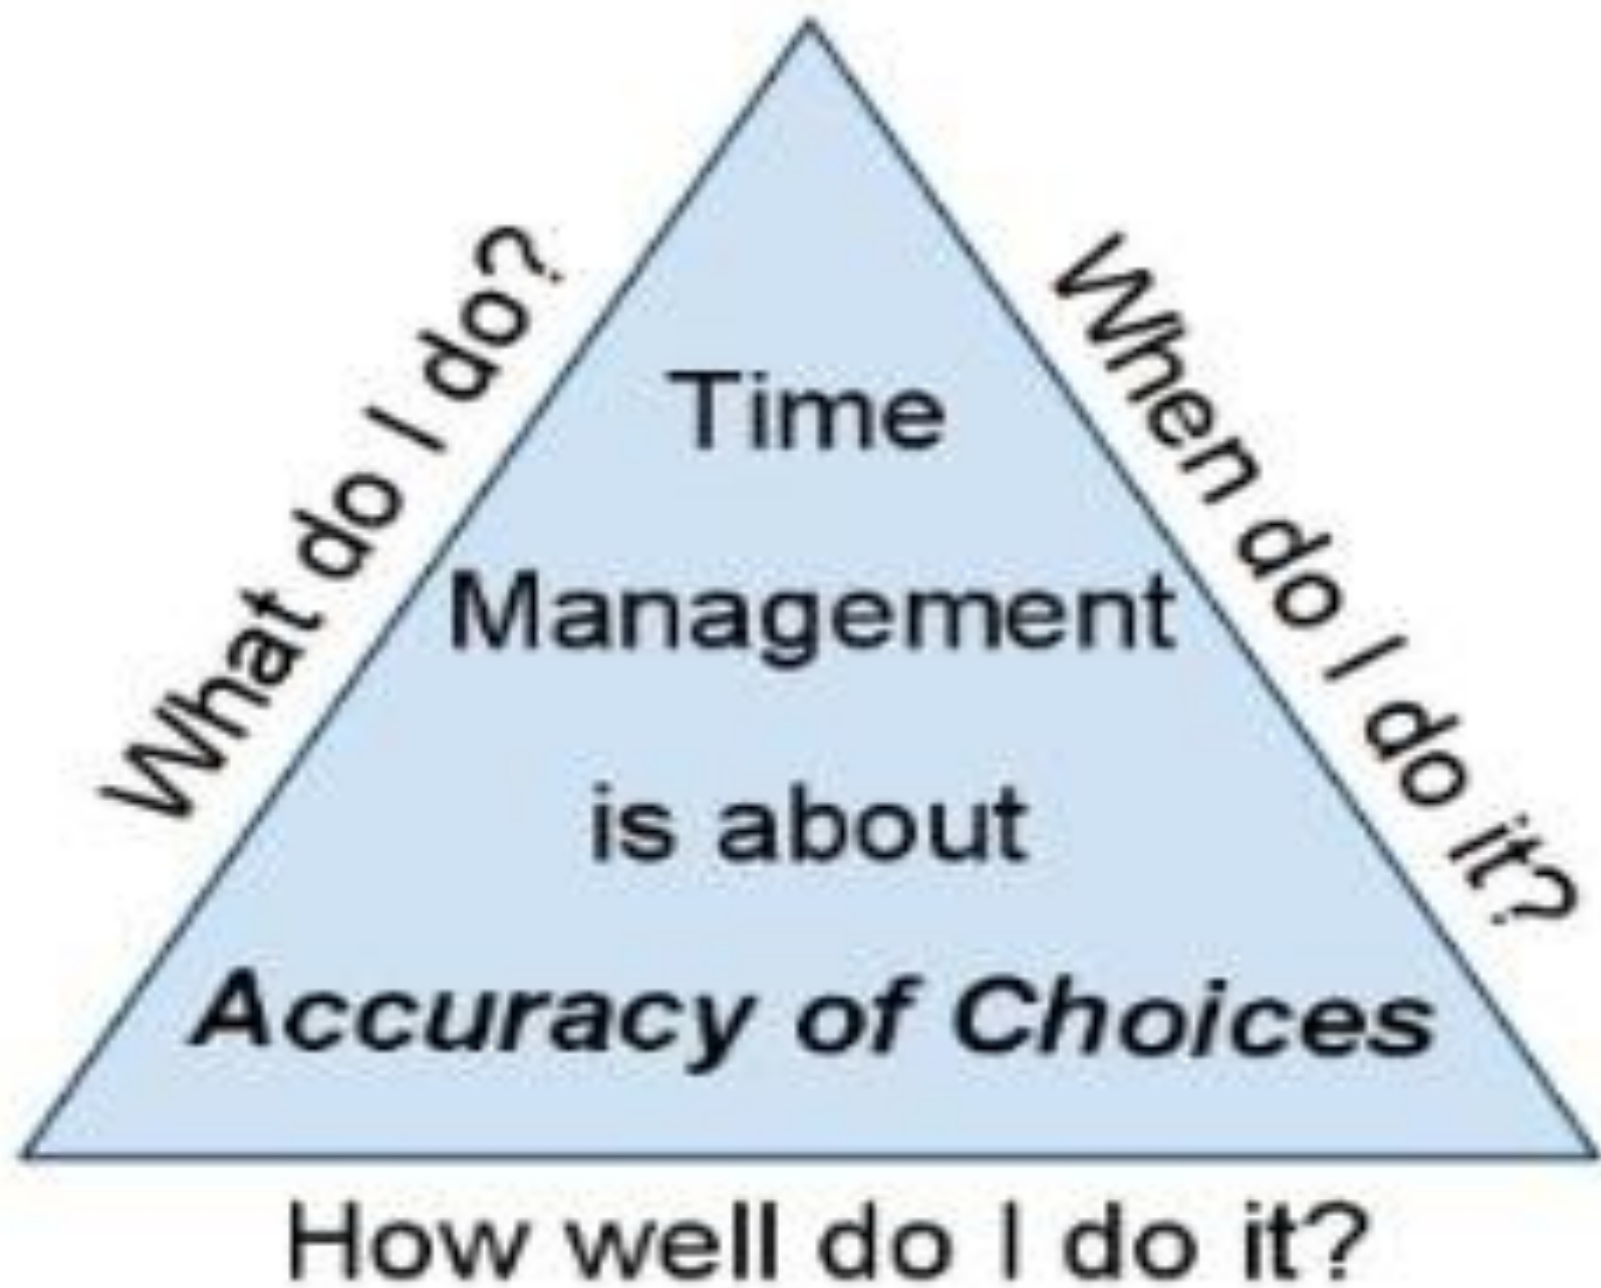 What do I do?
When do I do it?
Time
Management
is about
Accuracy of Choices
How well do I do it?